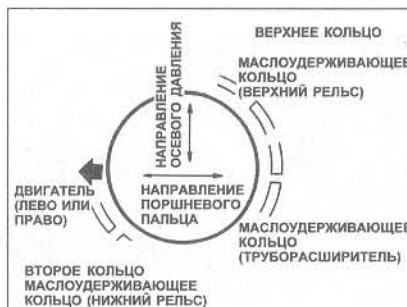 ВЕРХНЕЕ КОЛЬЦО
МАСЛОУДЕРЖИВАЮЩЕЕ
КОЛЬЦО
(ВЕРХНИЙ РЕЛЬС)
НАПРАВЛЕНИЕ
ОСЕВОГО ДАВЛЕНИЯ
ДВИГАТЕЛЬ
(ЛЕВО ИЛИ
ПРАВО)
НАПРАВЛЕНИЕ
ПОРШНЕВОГО
ПАЛЬЦА
МАСЛОУДЕРЖИВАЮЩЕЕ
КОЛЬЦО
(ТРУБОРАСШИРИТЕЛЬ)
ВТОРОЕ КОЛЬЦО
МАСЛОУДЕРЖИВАЮЩЕЕ
КОЛЬЦО (НИЖНИЙ РЕЛЬС)